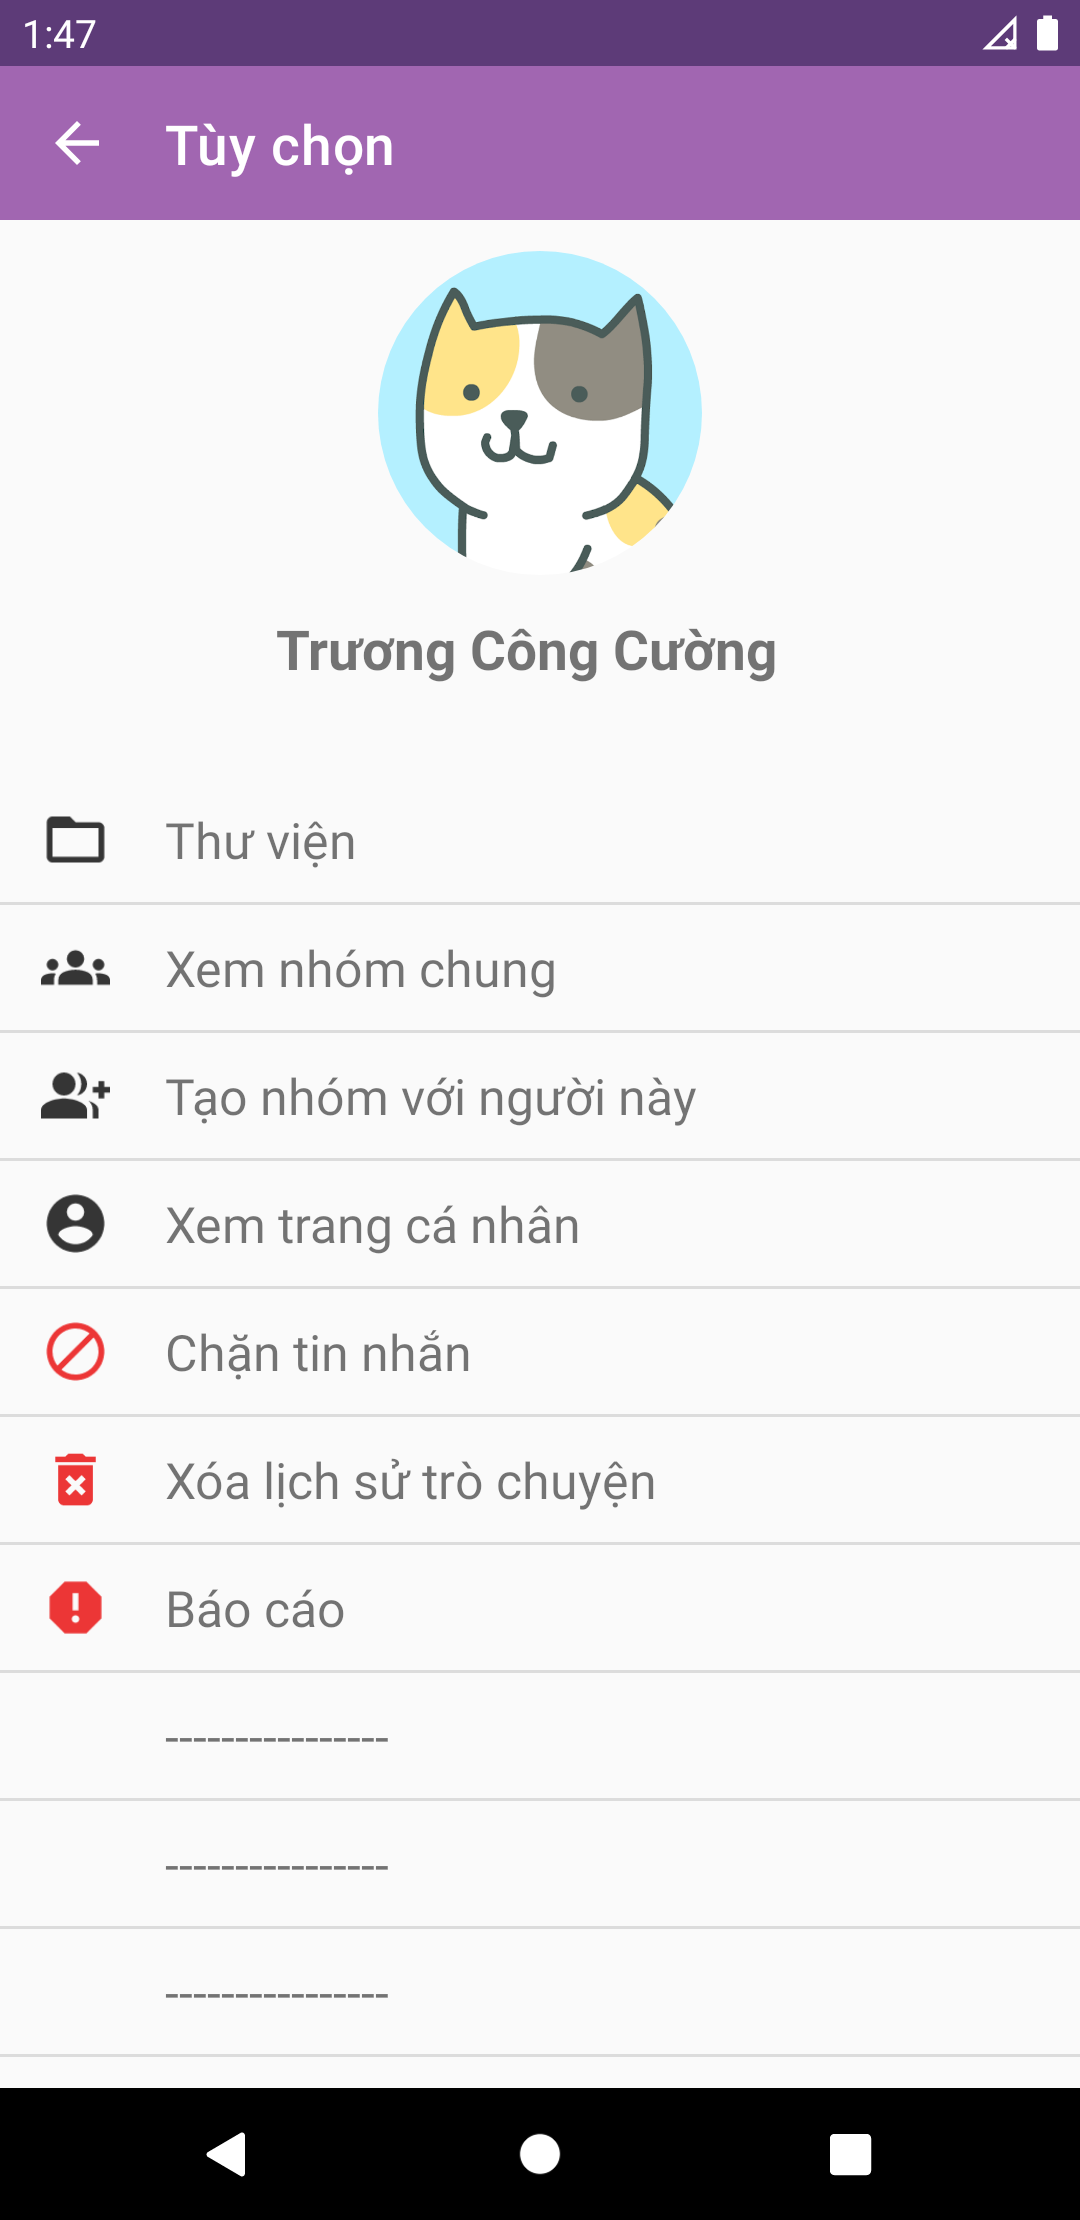 1:47
Tùy chọn
Trương Công Cường
Thư viện
Xem nhóm chung
Tạo nhóm với người này
Xem trang cá nhân
Chặn tin nhắn
Xóa lịch sử trò chuyện
Báo cáo
----------------
----------------
----------------